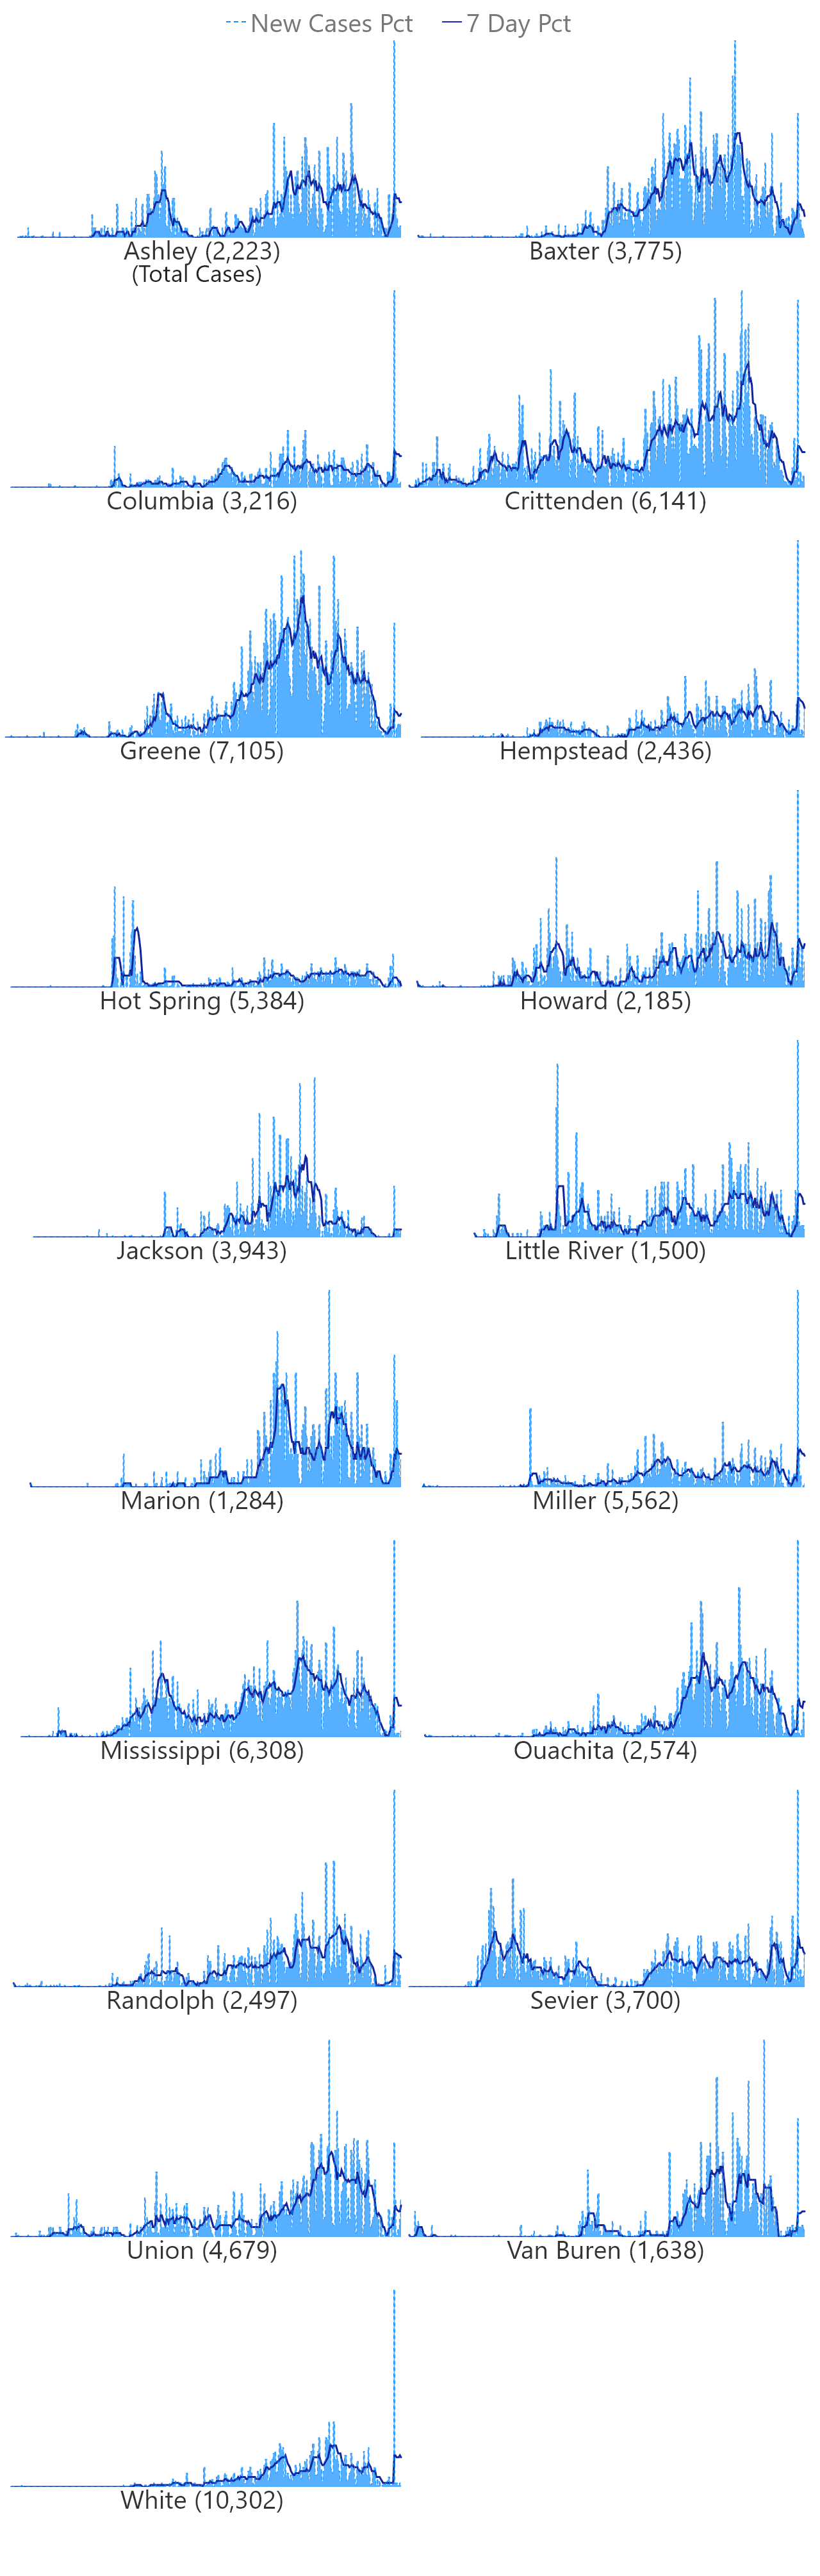 New Cases Pct 7 Day Pct
Ashley (2,223) Baxter (3,775)
(Total Cases)
Columbia (3,216) Crittenden (6,141)
Greene (7,105) Hempstead (2,436)
Hot Spring (5,384) Howard (2,185)
Jackson (3,943) Little River (1,500)
Marion (1,284) Miller (5,562)
Mississippi (6,308) Ouachita (2,574)
Randolph (2,497) Sevier (3,700)
Union (4,679) Van Buren (1,638)
White (10,302)